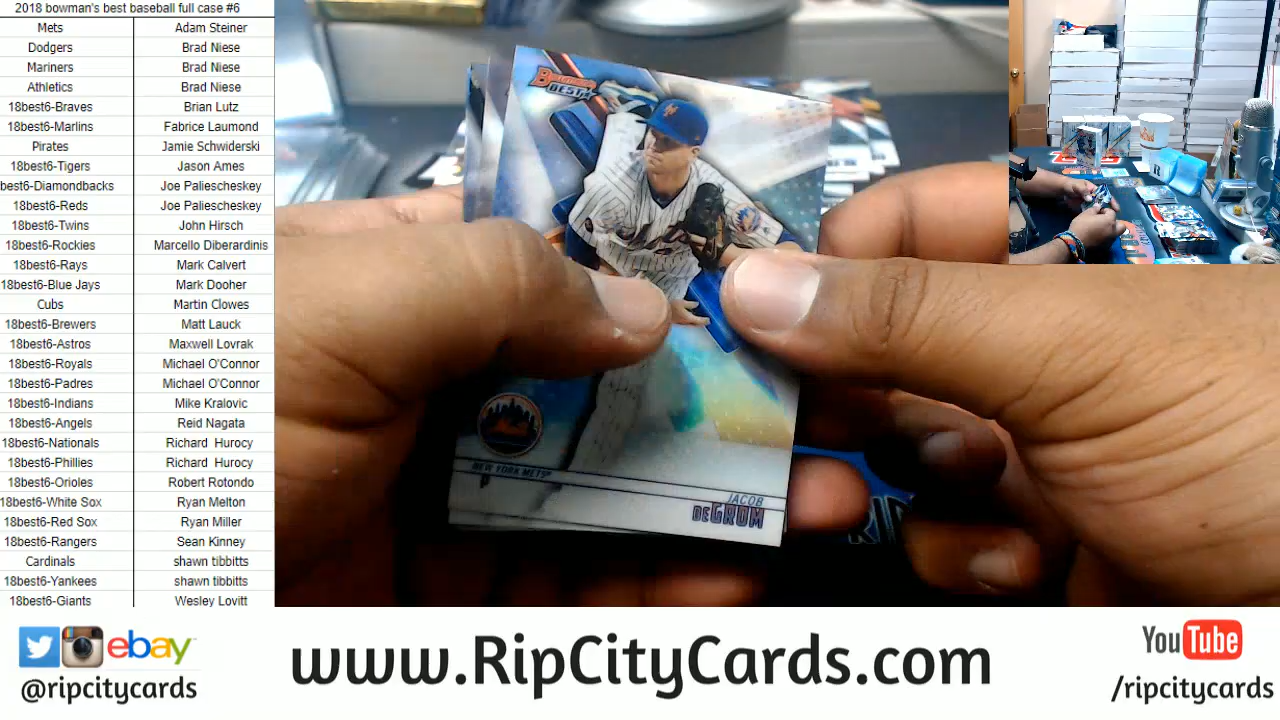 2018 bowman's best baseball full case #6
Mets Adam Steiner
Dodgers Brad Niese
Mariners Brad Niese
Athletics Brad Niese
18best6-Braves Brian Lutz
18best6-Marlins Fabrice Laumond
Pirates Jamie Schwiderski
18best6-Tigers Jason Ames
best6-Diamondbacks Joe Paliescheskey
18best6-Reds Joe Paliescheskey
18best6-Twins John Hirsch
18best6-Rockies Marcello Diberardinis
18best6-Rays Mark Calvert
18best6-Blue Jays Mark Dooher
Cubs Martin Clowes
18best6-Brewers Matt Lauck
18best6-Astros Maxwell Lovrak
18best6-Royals Michael O'Connor
18best6-Padres Michael O'Connor
18best6-Indians Mike Kralovic
18best6-Angels Reid Nagata
18best6-Nationals Richard Hurocy
18best6-Phillies Richard Hurocy
18best6-Orioles Robert Rotondo
18best6-White Sox Ryan Melton
18best6-Red Sox Ryan Miller
18best6-Rangers Sean Kinney
Cardinals shawn tibbitts
18best6-Yankees shawn tibbitts
18best6-Giants Wesley Lovitt
Bowman's
BEST
Mets
NEW YORK METS
JACOB
DEGROM
ebay
@ripcitycards
www.RipCityCards.com
YouTube
/ripcitycards